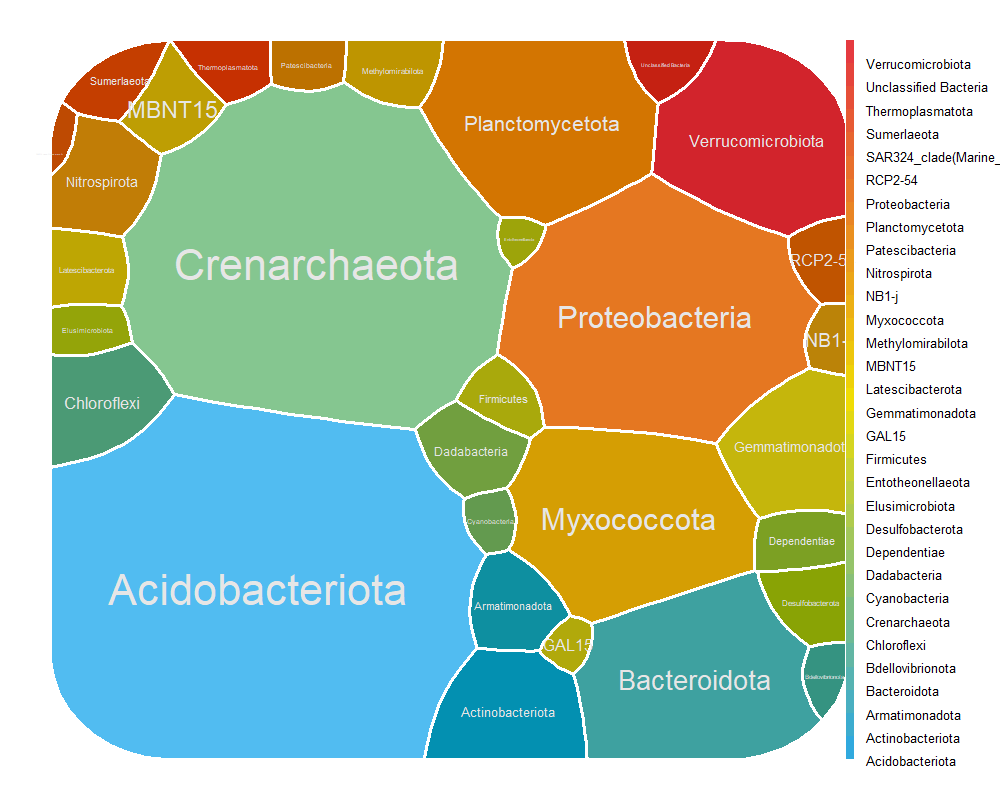 Sumerlaeota
Thermoplasmatota
Patescibacteria
Methylomirabilota
Unclassified Bacteria
MBNT15
Planctomycetota
Verrucomicrobiota
Nitrospirota
Crenarchaeota
Latescibacterota
RCP2-5
Elusimicrobiota
Proteobacteria
NB1-
Chloroflexi
Firmicutes
Dadabacteria
Gemmatimonadot
Cyanobacteria
Myxococcota
Dependentiae
Acidobacteriota
Armatimonadota
Desulfobacterota
GAL15
Bacteroidota
Bdellovibrionota
Actinobacteriota
Verrucomicrobiota
Unclassified Bacteria
Thermoplasmatota
Sumerlaeota
SAR324_clade(Marine_
RCP2-54
Proteobacteria
Planctomycetota
Patescibacteria
Nitrospirota
NB1-j
Myxococcota
Methylomirabilota
MBNT15
Latescibacterota
Gemmatimonadota
GAL15
Firmicutes
Entotheonellaeota
Elusimicrobiota
Desulfobacterota
Dependentiae
Dadabacteria
Cyanobacteria
Crenarchaeota
Chloroflexi
Bdellovibrionota
Bacteroidota
Armatimonadota
Actinobacteriota
Acidobacteriota